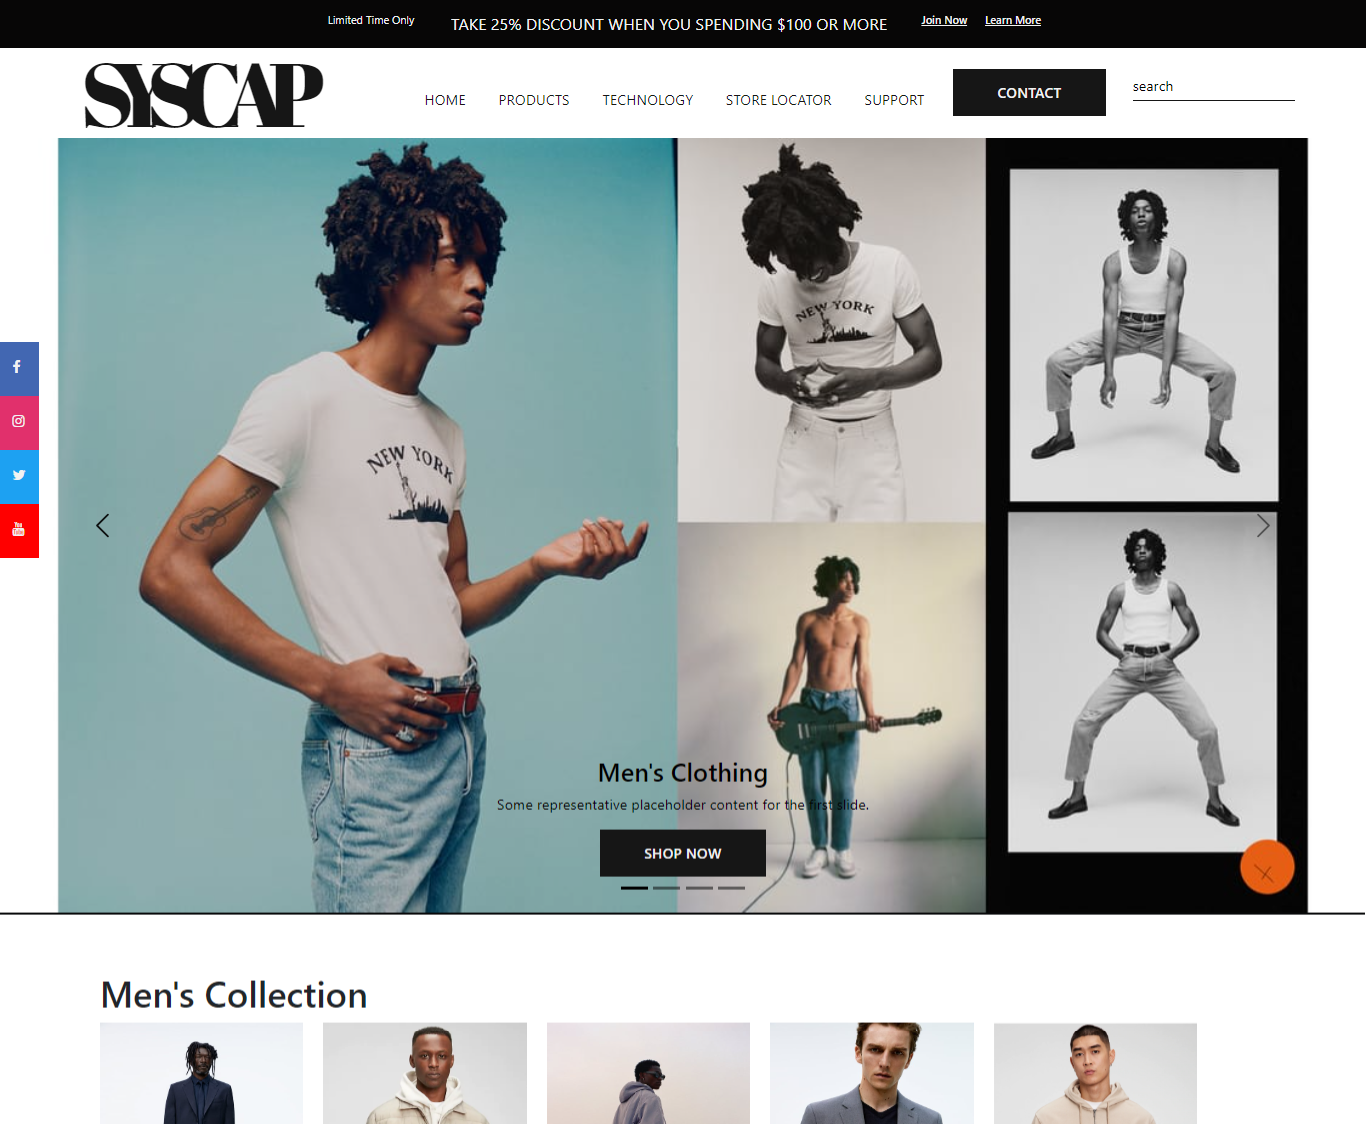 Limited Time Only
TAKE 25% DISCOUNT WHEN YOU SPENDING $100 OR MORE
Join Now
Learn More
SYSCAP
HOME
PRODUCTS
TECHNOLOGY
STORE LOCATOR
SUPPORT
CONTACT
search
NEW YORK
NEW YORK
You
Tube
Men's Clothing
Some representative placeholder content for the first slide.
SHOP NOW
Men's Collection